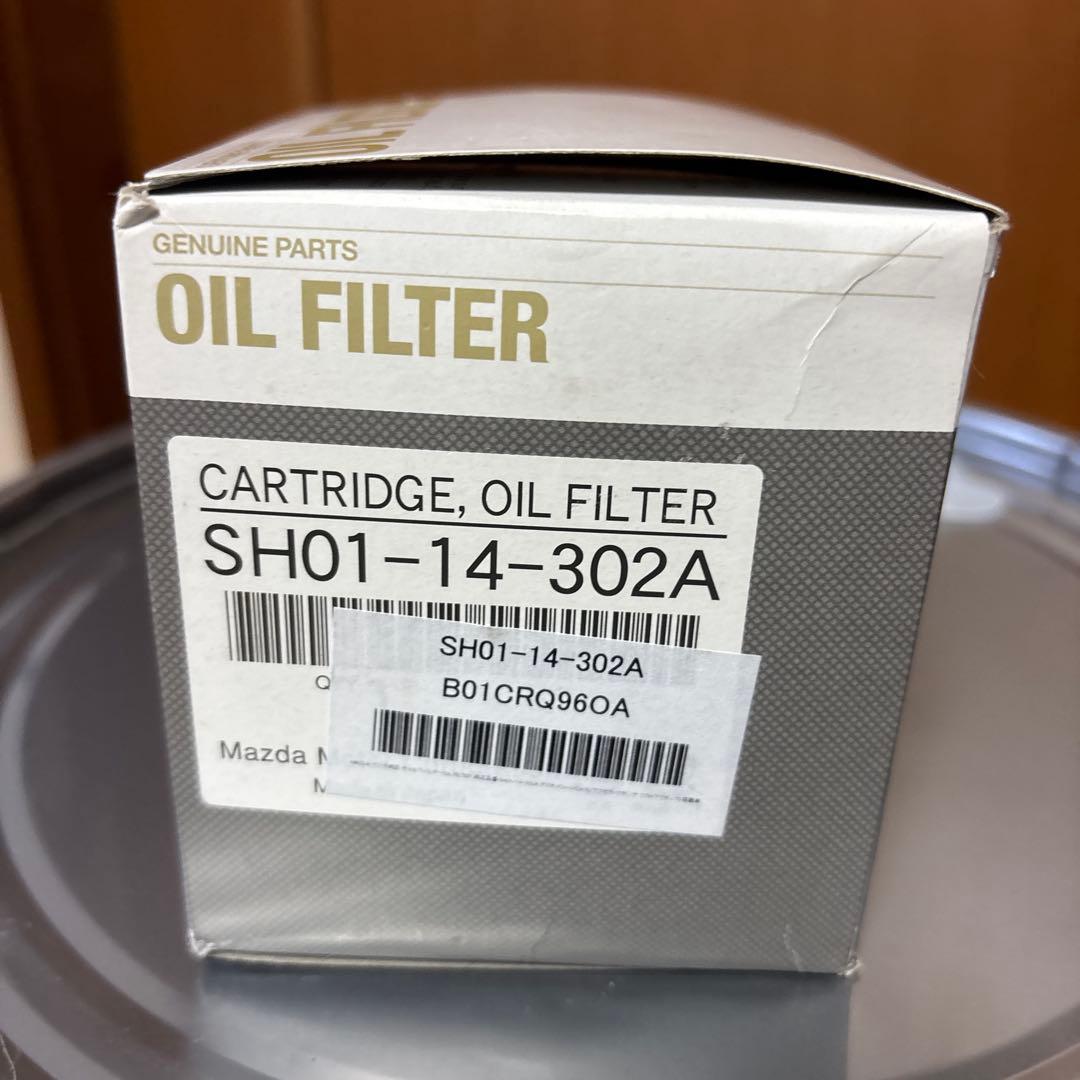 GENUINE PARTS
OIL FILTER
CARTRIDGE, OIL FILTER
SH01-14-302A
SH01-14-302A
B01CRQ96OA
Mazda